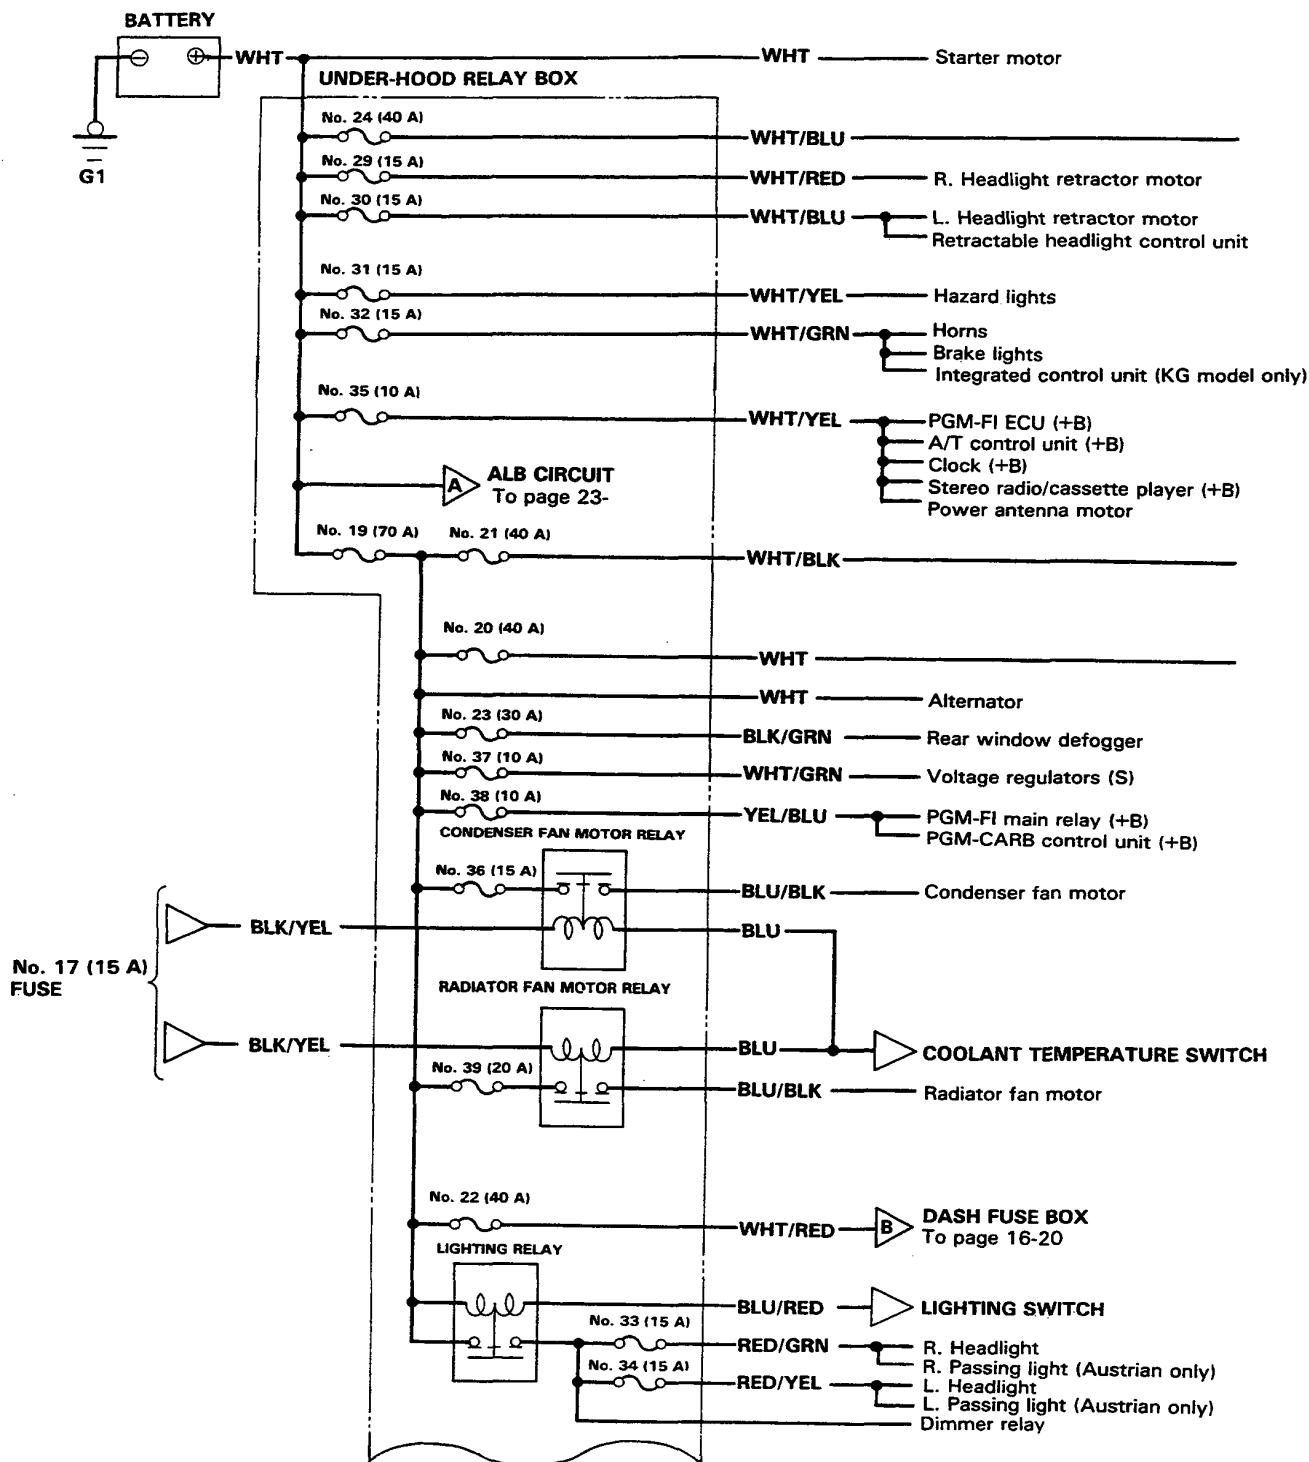 BATTERY
− + WHT WHT Starter motor
UNDER-HOOD RELAY BOX
G1
No. 24 (40 A)
WHT/BLU
No. 29 (15 A)
WHT/RED R. Headlight retractor motor
No. 30 (15 A)
WHT/BLU L. Headlight retractor motor
Retractable headlight control unit
No. 31 (15 A)
WHT/YEL Hazard lights
No. 32 (15 A)
WHT/GRN Horns
Brake lights
Integrated control unit (KG model only)
No. 35 (10 A)
WHT/YEL PGM-FI ECU (+B)
A/T control unit (+B)
Clock (+B)
Stereo radio/cassette player (+B)
Power antenna motor
A ALB CIRCUIT
To page 23-
No. 19 (70 A) No. 21 (40 A)
WHT/BLK
No. 20 (40 A)
WHT
WHT Alternator
No. 23 (30 A)
BLK/GRN Rear window defogger
No. 37 (10 A)
WHT/GRN Voltage regulators (S)
No. 38 (10 A)
YEL/BLU PGM-FI main relay (+B)
PGM-CARB control unit (+B)
CONDENSER FAN MOTOR RELAY
No. 36 (15 A)
BLU/BLK Condenser fan motor
BLK/YEL BLU
No. 17 (15 A)
FUSE
RADIATOR FAN MOTOR RELAY
BLK/YEL BLU COOLANT TEMPERATURE SWITCH
No. 39 (20 A)
BLU/BLK Radiator fan motor
No. 22 (40 A)
WHT/RED B DASH FUSE BOX
To page 16-20
LIGHTING RELAY
BLU/RED LIGHTING SWITCH
No. 33 (15 A)
RED/GRN R. Headlight
R. Passing light (Austrian only)
No. 34 (15 A)
RED/YEL L. Headlight
L. Passing light (Austrian only)
Dimmer relay